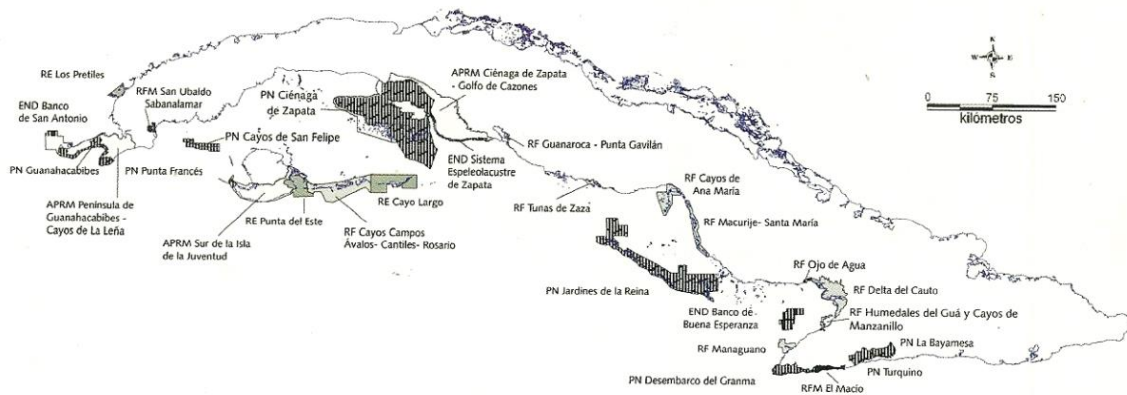 RE Los Pretiles
END Banco
de San Antonio
RFM San Ubaldo
Sabanalamar
PN Guanahacabibes
APRM Península de
Guanahacabibes -
Cayos de La Leña
PN Punta Francés
PN Cayos de San Felipe
PN Ciénaga
de Zapata
APRM Ciénaga de Zapata
- Golfo de Cazones
END Sistema
Espeleolacustre
de Zapata
APRM Sur de la Isla
de la Juventud
RE Punta del Este
RF Cayos Campos
Ávalos- Cantiles- Rosario
RE Cayo Largo
RF Guanaroca - Punta Gavilán
RF Tunas de Zaza
RF Cayos de
Ana María
RF Macurije- Santa María
PN Jardines de la Reina
END Banco de
Buena Esperanza
RF Ojo de Agua
RF Delta del Cauto
RF Humedales del Guá y Cayos de
Manzanillo
RF Managuano
PN La Bayamesa
PN Turquino
PN Desembarco del Granma
RFM El Macío
W
E
S
0 75 150
kilómetros